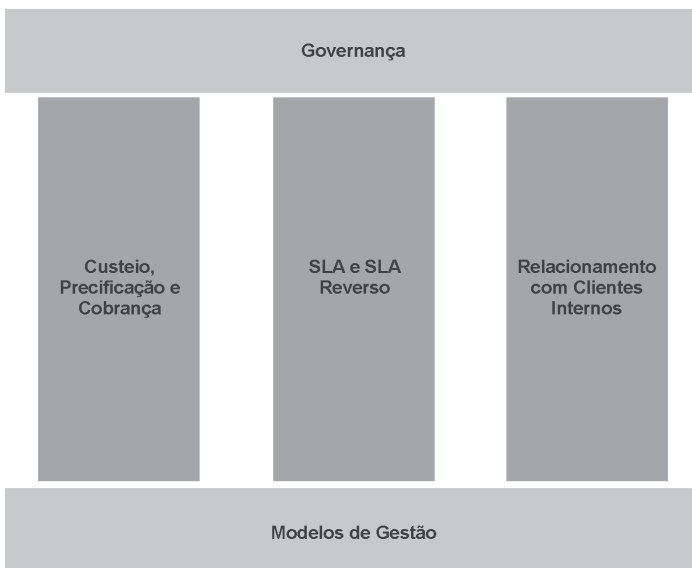 Governança
Custeio,
Precificação e
Cobrança
SLA e SLA
Reverso
Relacionamento
com Clientes
Internos
Modelos de Gestão